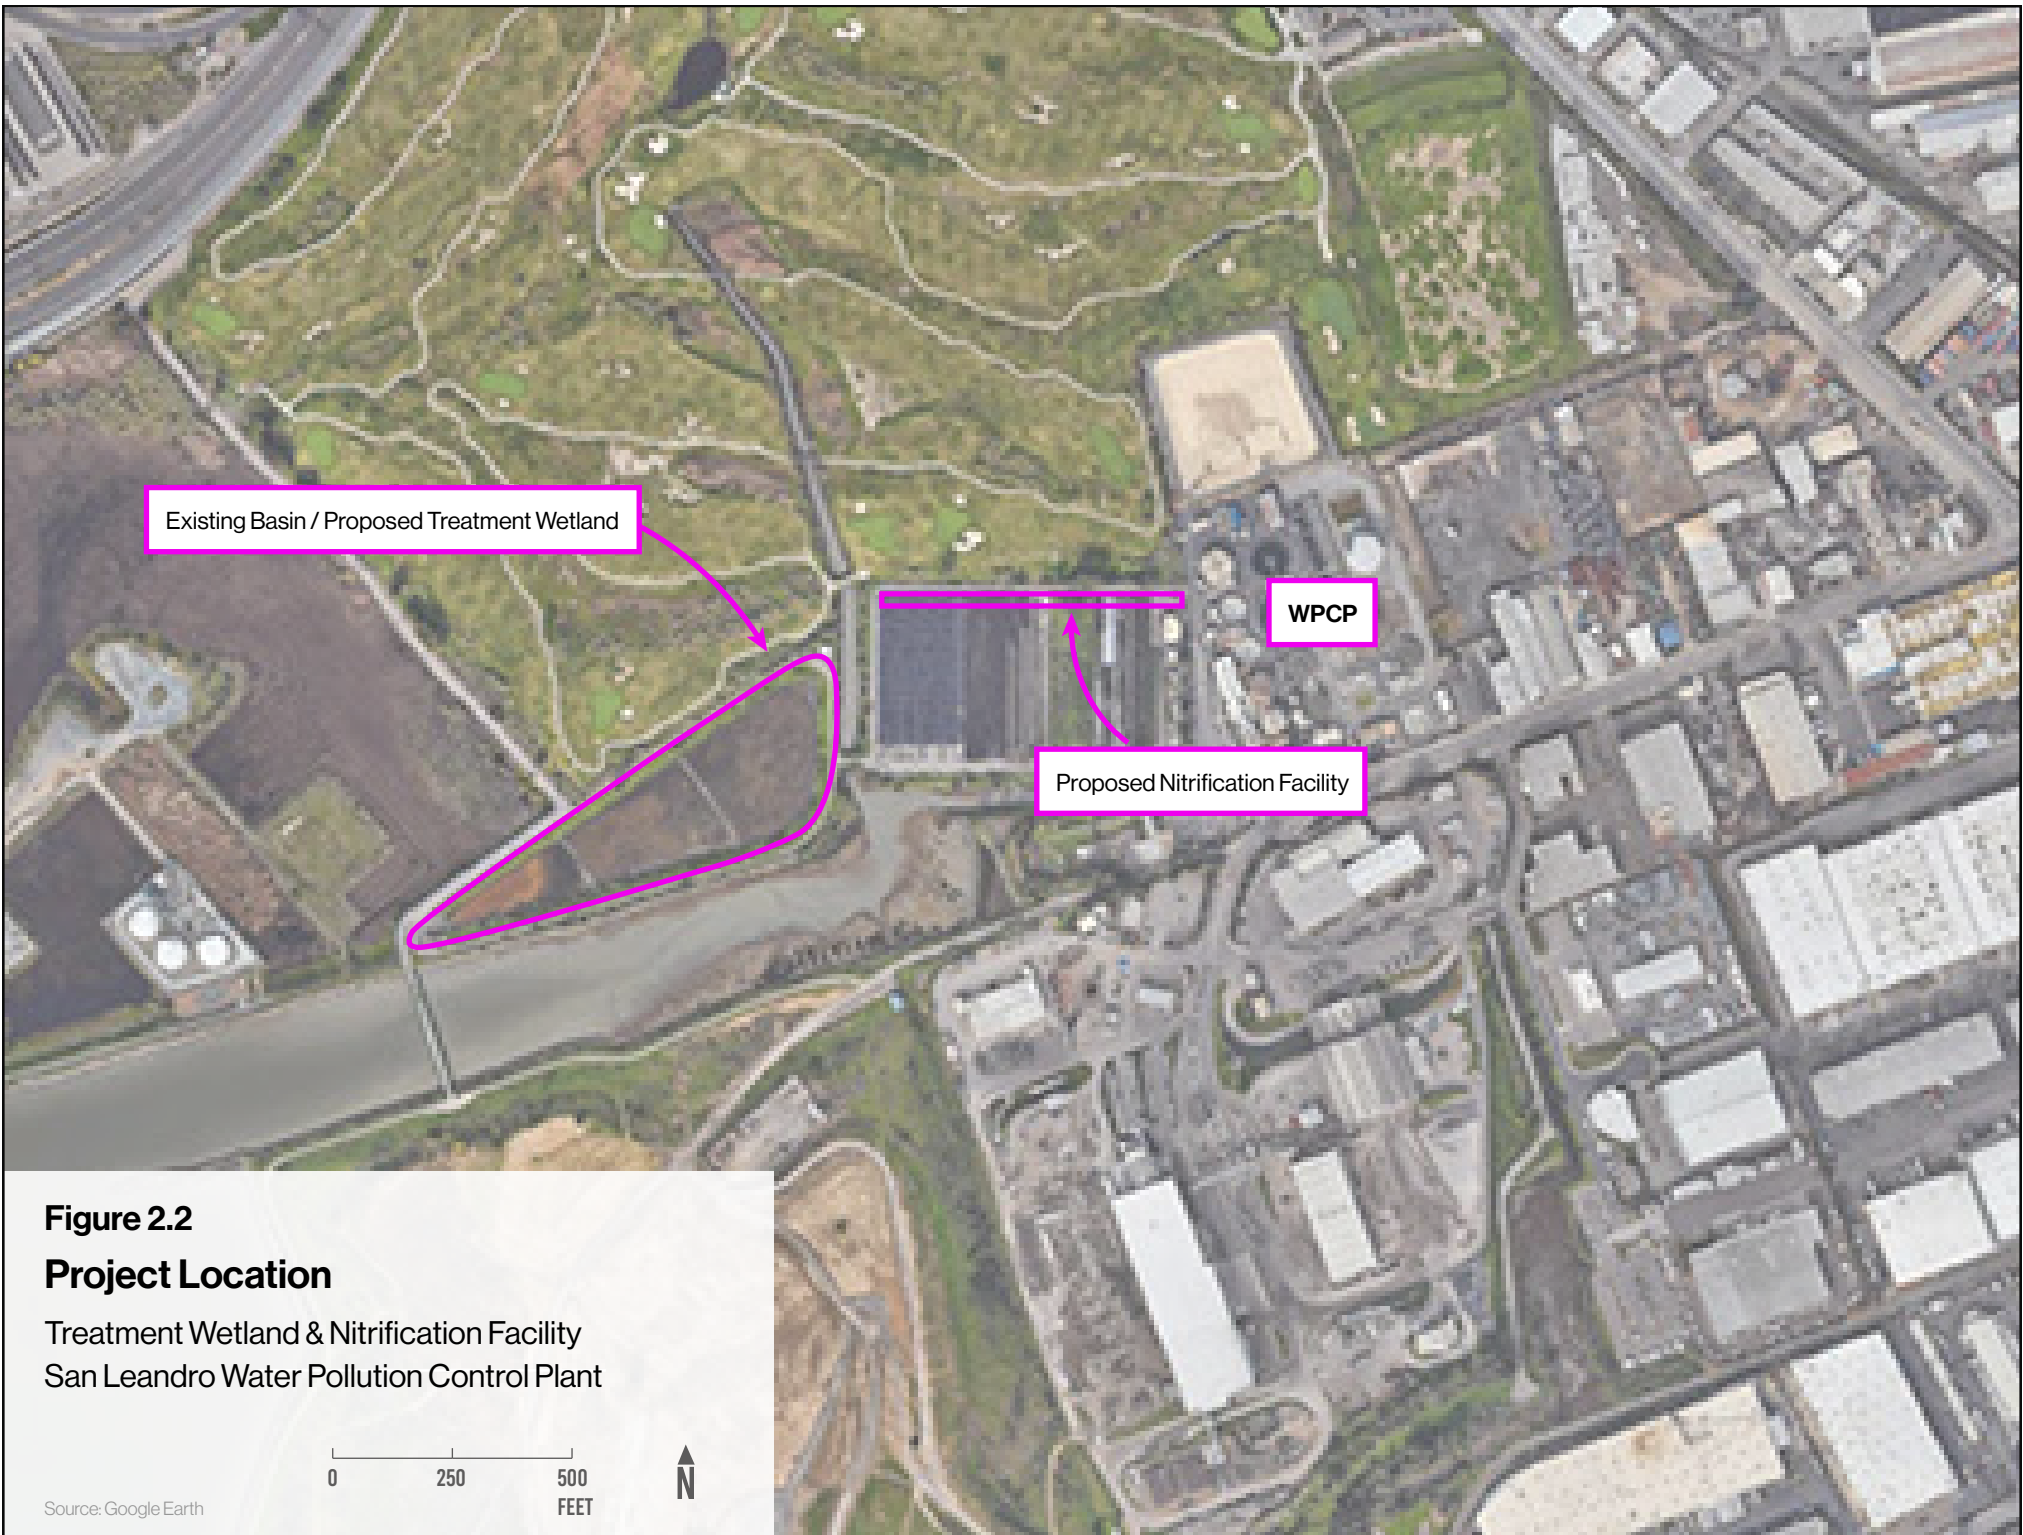 Existing Basin / Proposed Treatment Wetland
WPCP
Proposed Nitrification Facility
Figure 2.2
Project Location
Treatment Wetland & Nitrification Facility
San Leandro Water Pollution Control Plant
0 250 500
FEET
N
Source: Google Earth